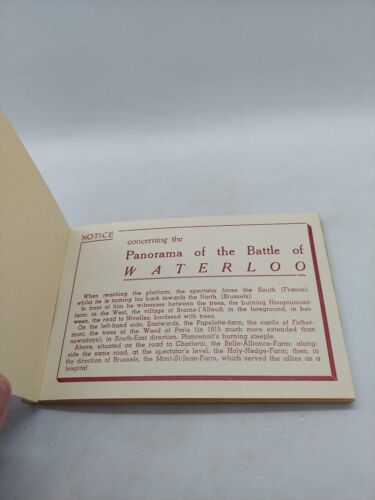 NOTICE
concerning the
Panorama of the Battle of
WATERLOO
When reaching the platform, the spectator faces the South (France),
whilst he is turning his back towards the North, (Brussels).
In front of him he witnesses between the trees, the burning Hougoumont-
barn; in the West, the village of Braine-l'Alleud; in the foreground, in bet-
ween, the road to Nivelles, bordered with trees.
On the left-hand side, Eastwards, the Papelotte-farm, the castle of Ficher-
mont, the trees of the Wood of Paris (in 1815 much more extended than
nowadays); in South-East direction, Plancenoit's burning steeple.
Above, situated on the road to Charleroi, the Belle-Alliance-Farm; along-
side the same road, at the spectator's level, the Holy-Hedge-Farm; then, in
the direction of Brussels, the Mont-St-Jean-Farm, which served the allies as a
hospital